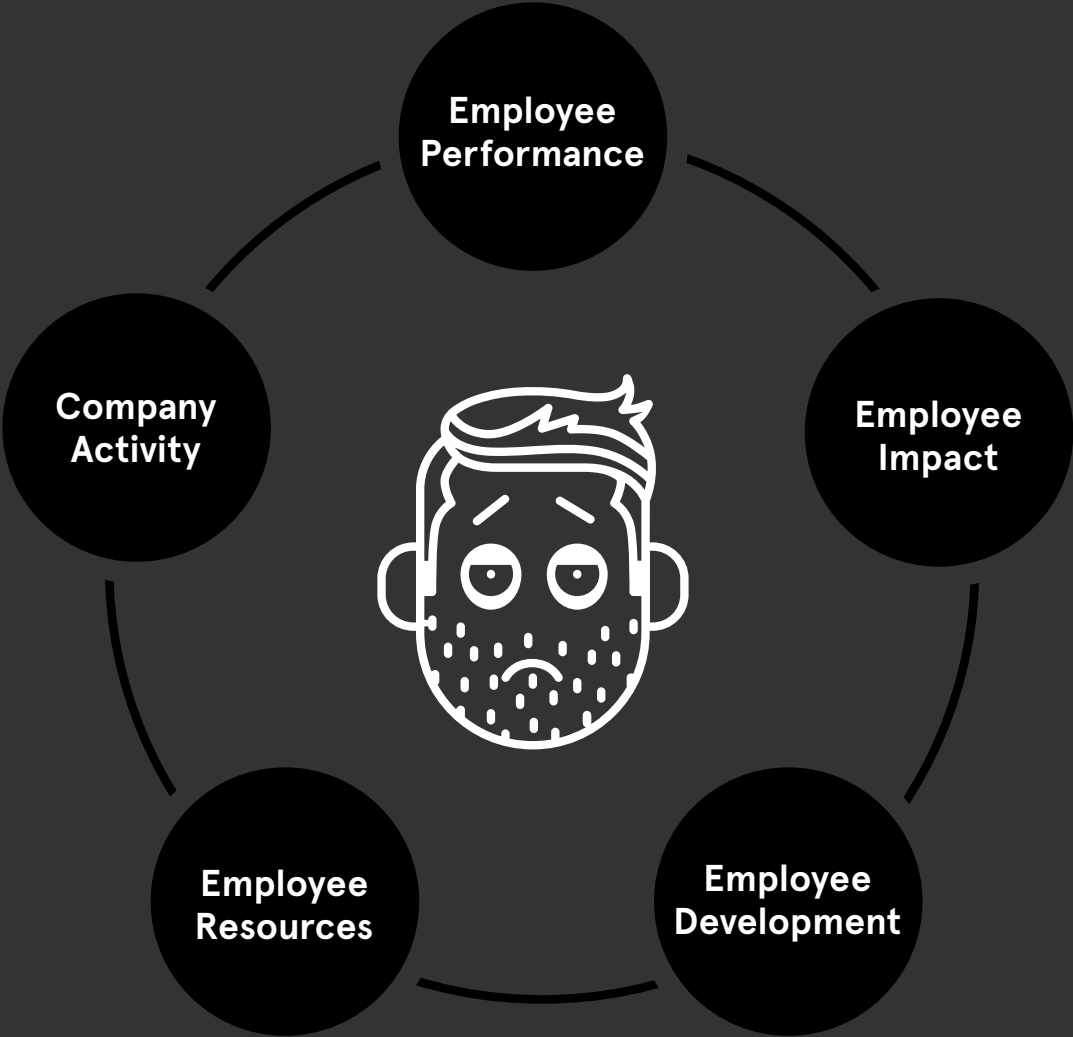 Employee
Performance
Company
Activity
Employee
Impact
Employee
Resources
Employee
Development